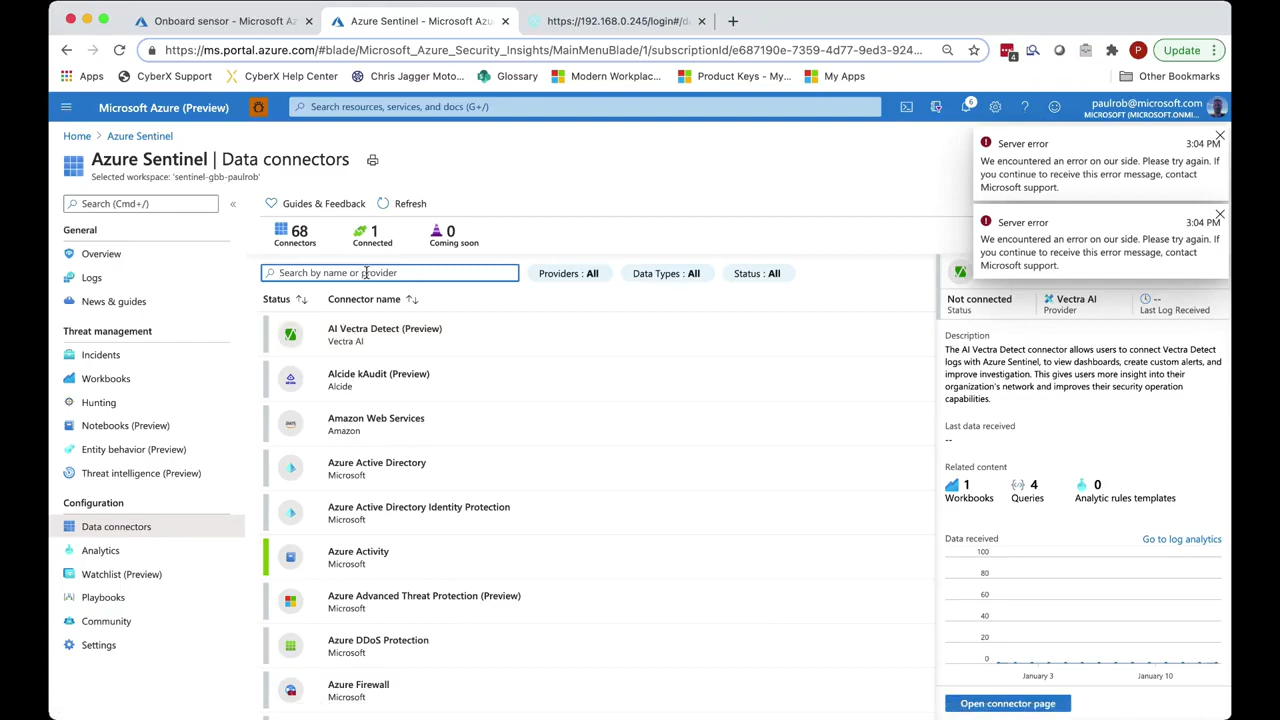 Onboard sensor - Microsoft Az
Azure Sentinel - Microsoft Azu
https://192.168.0.245/login#/d
https://ms.portal.azure.com/#blade/Microsoft_Azure_Security_Insights/MainMenuBlade/1/subscriptionId/e687190e-7359-4d77-9ed3-924...
4
P
Update
Apps
CyberX Support
CyberX Help Center
Chris Jagger Moto...
Glossary
Modern Workplac...
Product Keys - My...
My Apps
Other Bookmarks
Microsoft Azure (Preview)
Search resources, services, and docs (G+/)
6
paulrob@microsoft.com
MICROSOFT (MICROSOFT.ONMI...
Home > Azure Sentinel
Azure Sentinel | Data connectors
Selected workspace: 'sentinel-gbb-paulrob'
Server error 3:04 PM
We encountered an error on our side. Please try again. If
you continue to receive this error message, contact
Microsoft support.
Server error 3:04 PM
We encountered an error on our side. Please try again. If
you continue to receive this error message, contact
Microsoft support.
Search (Cmd+/)
«
General
Overview
Logs
News & guides
Threat management
Incidents
Workbooks
Hunting
Notebooks (Preview)
Entity behavior (Preview)
Threat intelligence (Preview)
Configuration
Data connectors
Analytics
Watchlist (Preview)
Playbooks
Community
Settings
Guides & Feedback
Refresh
68
Connectors
1
Connected
0
Coming soon
Search by name or provider
Providers : All
Data Types : All
Status : All
Status ↑↓
Connector name ↑↓
AI Vectra Detect (Preview)
Vectra AI
Alcide kAudit (Preview)
Alcide
Amazon Web Services
Amazon
Azure Active Directory
Microsoft
Azure Active Directory Identity Protection
Microsoft
Azure Activity
Microsoft
Azure Advanced Threat Protection (Preview)
Microsoft
Azure DDoS Protection
Microsoft
Azure Firewall
Microsoft
Not connected
Status
Vectra AI
Provider
--
Last Log Received
Description
The AI Vectra Detect connector allows users to connect Vectra Detect
logs with Azure Sentinel, to view dashboards, create custom alerts, and
improve investigation. This gives users more insight into their
organization's network and improves their security operation
capabilities.
Last data received
--
Related content
1
Workbooks
4
Queries
0
Analytic rules templates
Data received
Go to log analytics
100
80
60
40
20
0
January 3
January 10
Open connector page